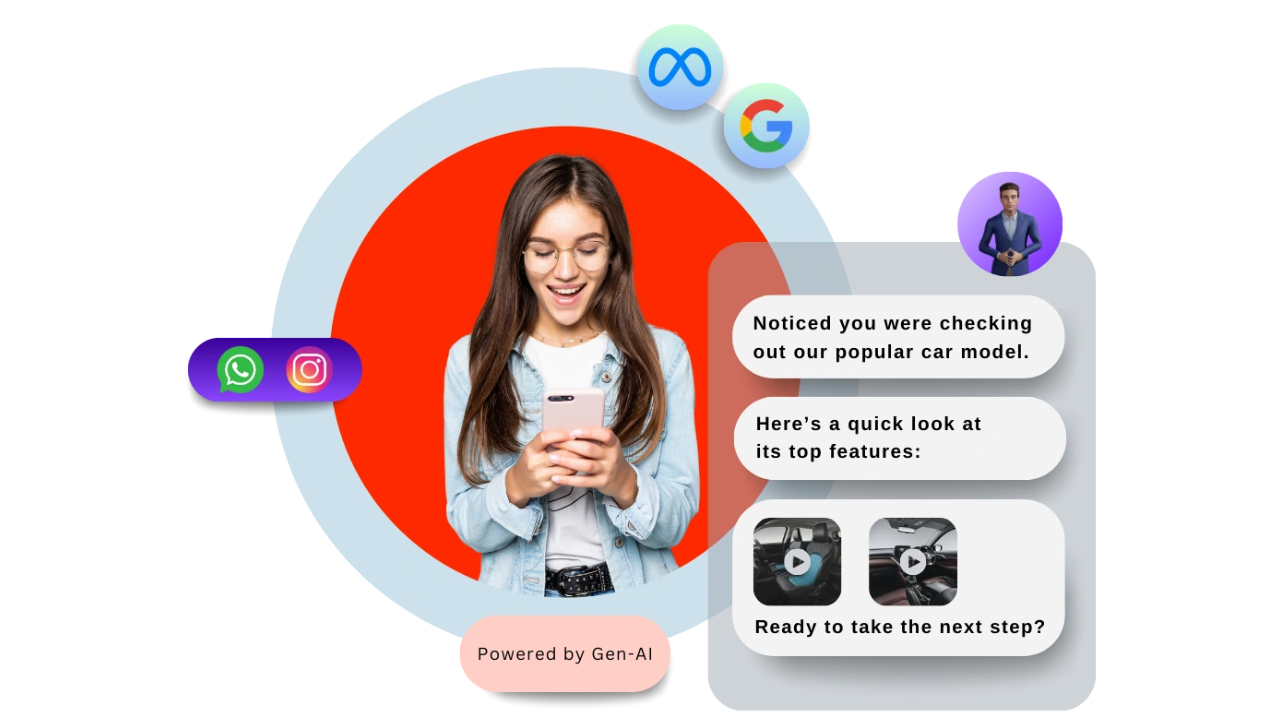 Noticed you were checking
out our popular car model.
Here’s a quick look at
its top features:
Ready to take the next step?
Powered by Gen-AI